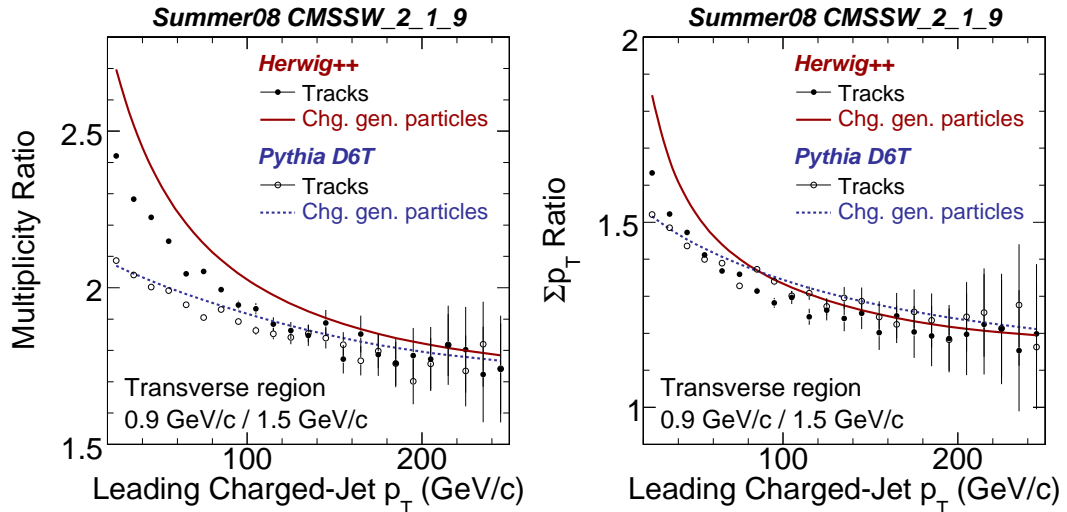 Summer08 CMSSW_2_1_9
Multiplicity Ratio
2.5
2
1.5
Herwig++
Tracks
Chg. gen. particles
Pythia D6T
Tracks
Chg. gen. particles
Transverse region
0.9 GeV/c / 1.5 GeV/c
100
200
Leading Charged-Jet p_T (GeV/c)
Summer08 CMSSW_2_1_9
Σp_T Ratio
2
1.5
1
Herwig++
Tracks
Chg. gen. particles
Pythia D6T
Tracks
Chg. gen. particles
Transverse region
0.9 GeV/c / 1.5 GeV/c
100
200
Leading Charged-Jet p_T (GeV/c)